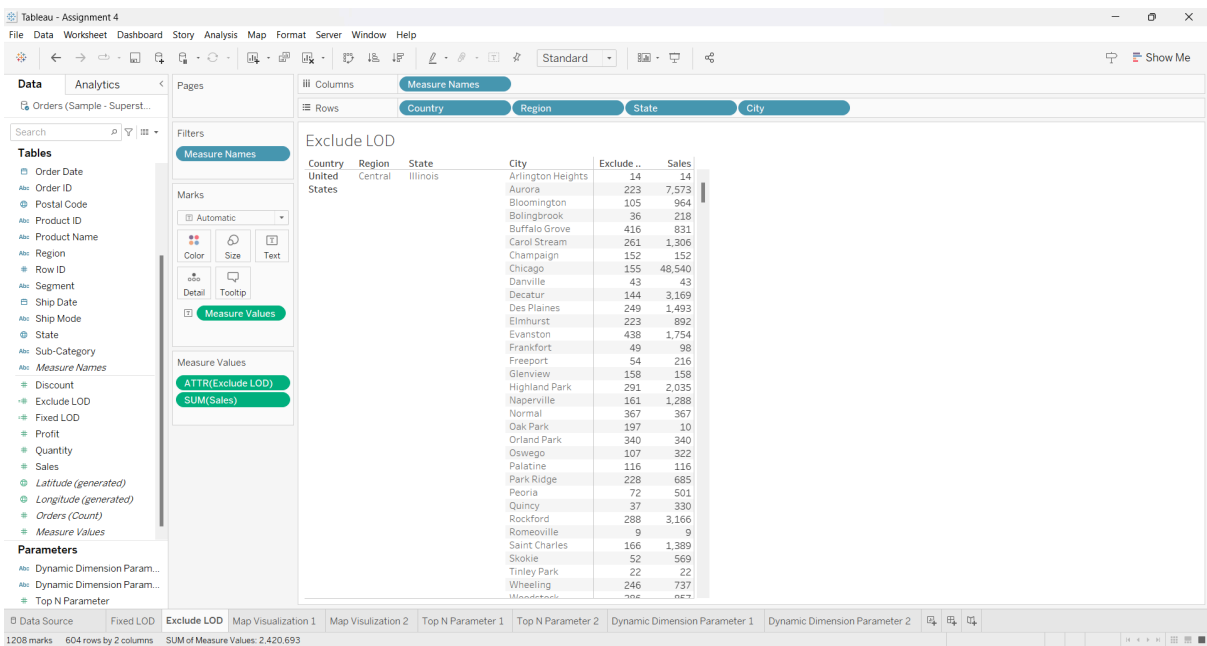 Tableau - Assignment 4
File Data Worksheet Dashboard Story Analysis Map Format Server Window Help
Standard
Show Me
Data Analytics
Orders (Sample - Superst...
Search
Tables
Order Date
Abc Order ID
Postal Code
Abc Product ID
Abc Product Name
Abc Region
# Row ID
Abc Segment
Ship Date
Abc Ship Mode
State
Abc Sub-Category
Abc Measure Names
# Discount
Exclude LOD
Fixed LOD
# Profit
Quantity
# Sales
Latitude (generated)
Longitude (generated)
# Orders (Count)
# Measure Values
Parameters
Abc Dynamic Dimension Param...
Abc Dynamic Dimension Param...
# Top N Parameter
Pages
Filters
Measure Names
Marks
Automatic
Color Size Text
Detail Tooltip
Measure Values
Measure Values
ATTR(Exclude LOD)
SUM(Sales)
Columns Measure Names
Rows Country Region State City
Exclude LOD
Country Region State City Exclude .. Sales
United States Central Illinois Arlington Heights 14 14
Aurora 223 7,573
Bloomington 105 964
Bolingbrook 36 218
Buffalo Grove 416 831
Carol Stream 261 1,306
Champaign 152 152
Chicago 155 48,540
Danville 43 43
Decatur 144 3,169
Des Plaines 249 1,493
Elmhurst 223 892
Evanston 438 1,754
Frankfort 49 98
Freeport 54 216
Glenview 158 158
Highland Park 291 2,035
Naperville 161 1,288
Normal 367 367
Oak Park 197 10
Orland Park 340 340
Oswego 107 322
Palatine 116 116
Park Ridge 228 685
Peoria 72 501
Quincy 37 330
Rockford 288 3,166
Romeoville 9 9
Saint Charles 166 1,389
Skokie 52 569
Tinley Park 22 22
Wheeling 246 737
Woodstock 286 857
Data Source Fixed LOD Exclude LOD Map Visualization 1 Map Visulization 2 Top N Parameter 1 Top N Parameter 2 Dynamic Dimension Parameter 1 Dynamic Dimension Parameter 2
1208 marks 604 rows by 2 columns SUM of Measure Values: 2,420,693